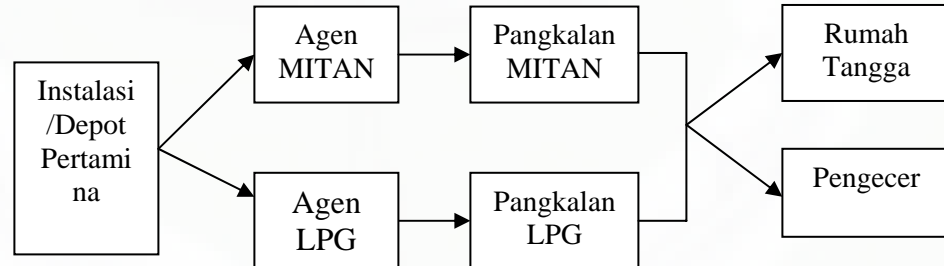 Instalasi
/Depot
Pertami
na
Agen
MITAN
Pangkalan
MITAN
Rumah
Tangga
Agen
LPG
Pangkalan
LPG
Pengecer